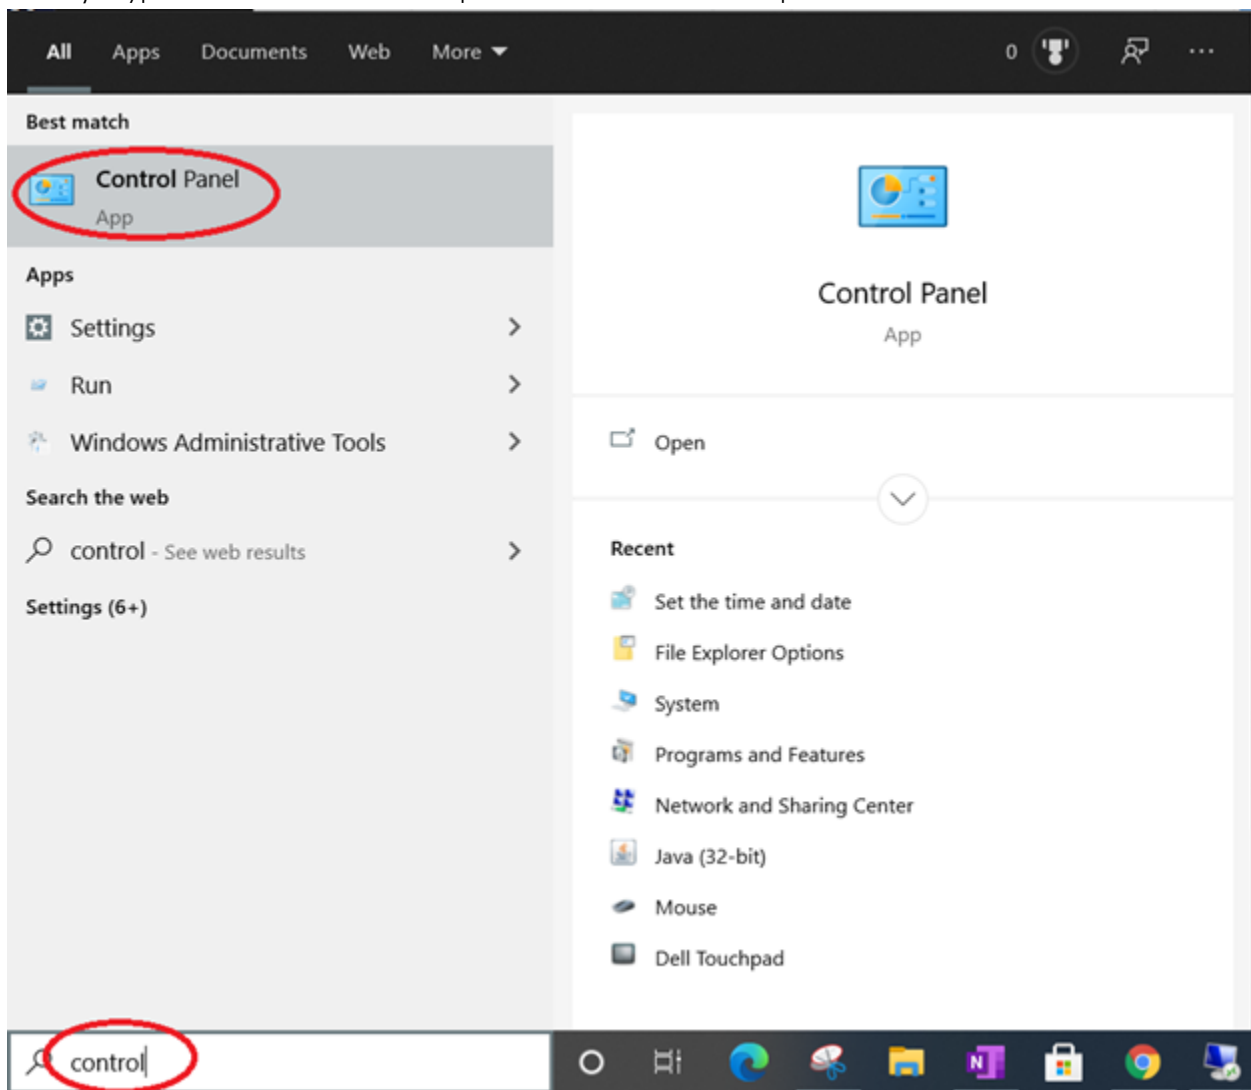 All Apps Documents Web More 0 ...
Best match
Control Panel
App
Apps
Settings
Run
Windows Administrative Tools
Search the web
control - See web results
Settings (6+)
Control Panel
App
Open
Recent
Set the time and date
File Explorer Options
System
Programs and Features
Network and Sharing Center
Java (32-bit)
Mouse
Dell Touchpad
control
N